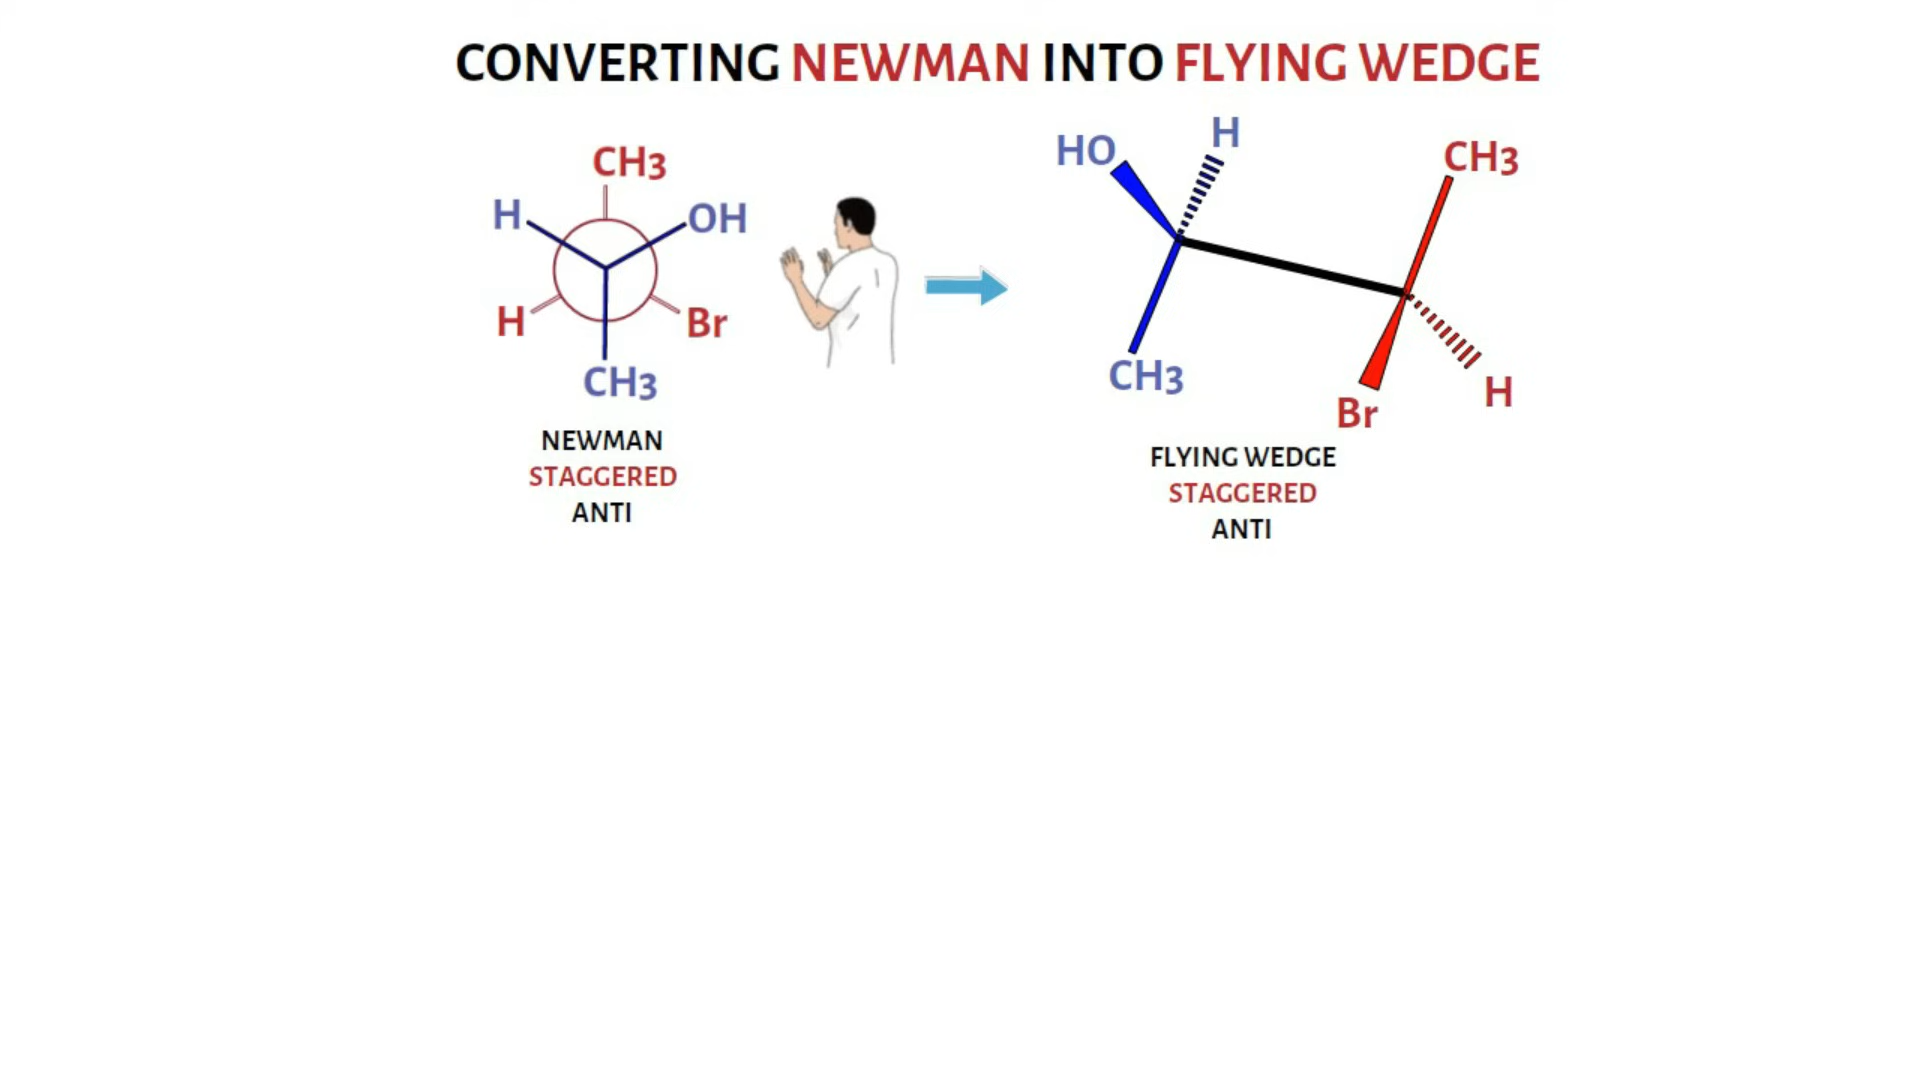 CONVERTING NEWMAN INTO FLYING WEDGE
CH3
H
OH
H
Br
CH3
NEWMAN
STAGGERED
ANTI
HO
H
CH3
CH3
Br
H
FLYING WEDGE
STAGGERED
ANTI